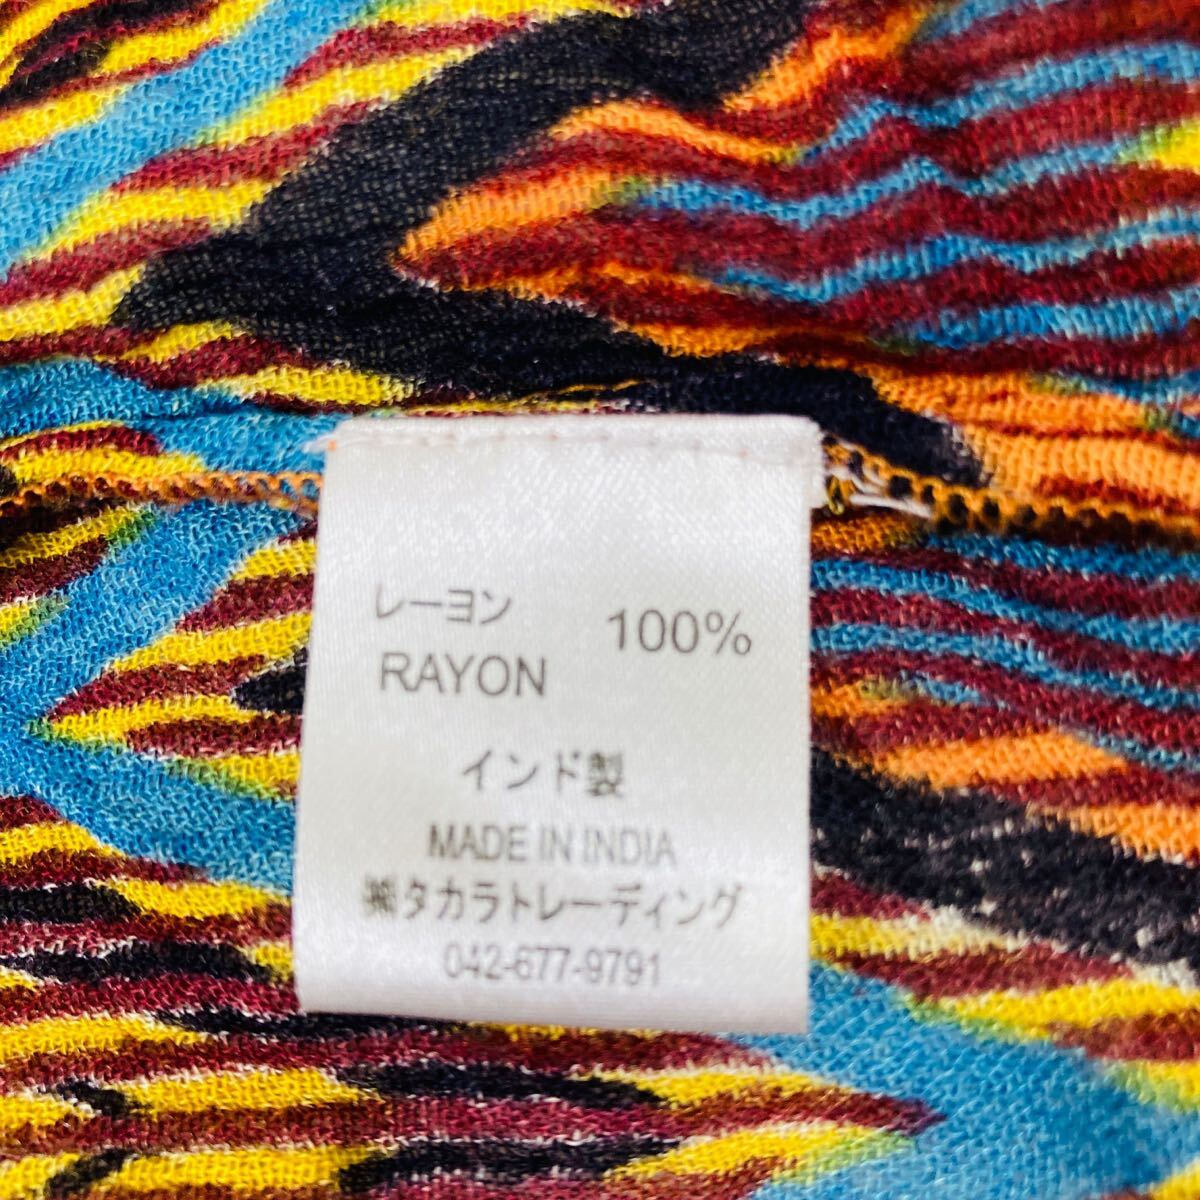 レーヨン 100%
RAYON
インド製
MADE IN INDIA
㈱タカラトレーディング
042-677-9791